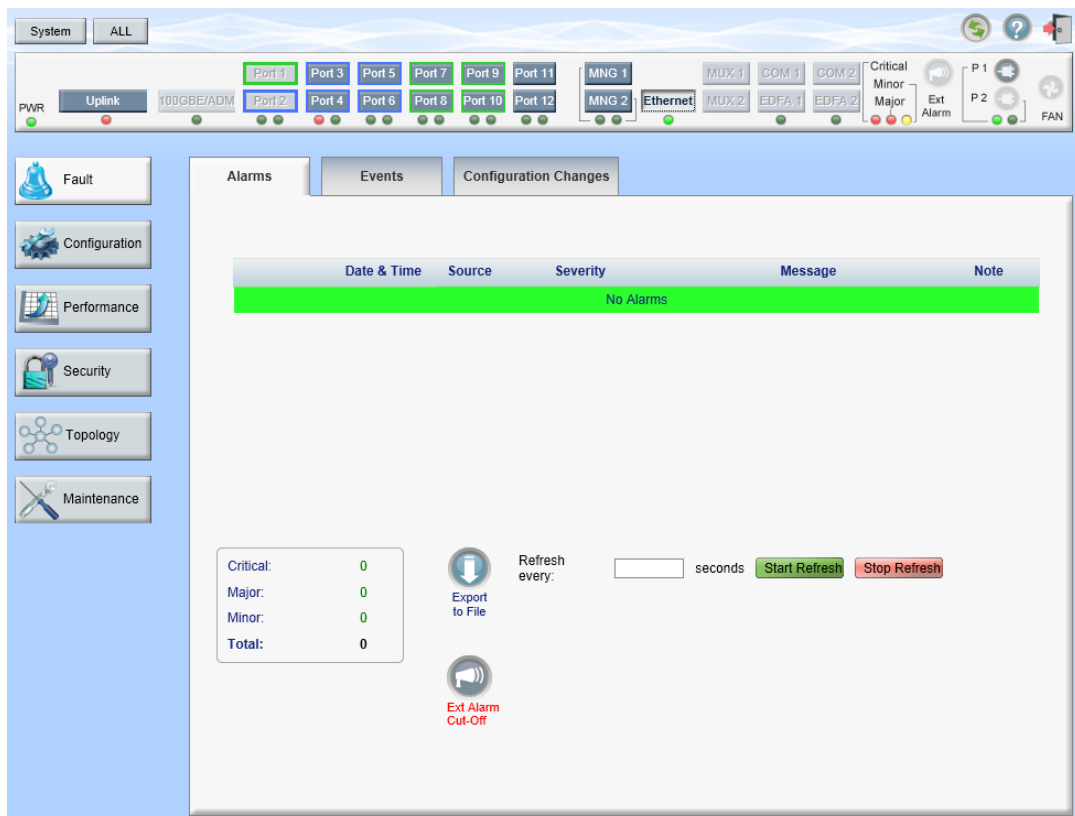 System ALL
Critical
Port 1 Port 3 Port 5 Port 7 Port 9 Port 11 MNG 1 MUX 1 COM 1 COM 2 P 1
Minor
PWR Uplink 100GBE/ADM Port 2 Port 4 Port 6 Port 8 Port 10 Port 12 MNG 2 Ethernet MUX 2 EDFA 1 EDFA 2 Major Ext Alarm P 2 FAN
Alarms Events Configuration Changes
Fault
Configuration
Performance
Security
Topology
Maintenance
Date & Time Source Severity Message Note
No Alarms
Critical: 0
Major: 0
Minor: 0
Total: 0
Export
to File
Refresh
every: seconds Start Refresh Stop Refresh
Ext Alarm
Cut-Off